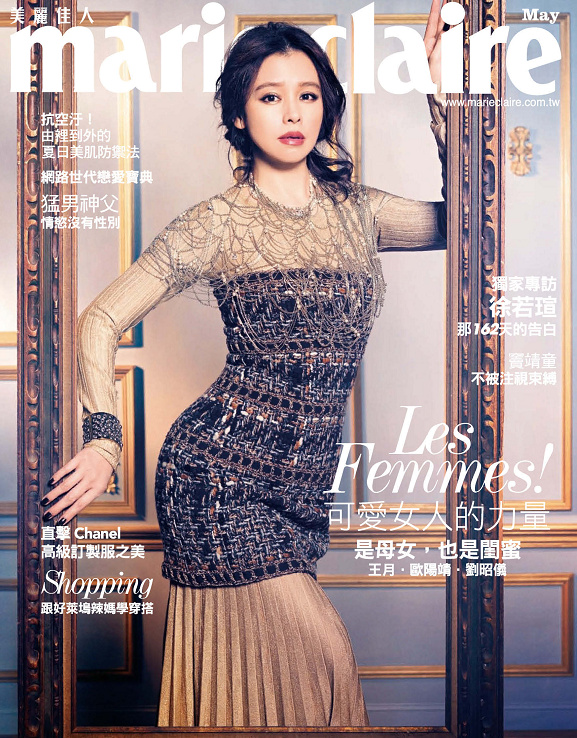 美麗佳人
marie claire
May
www.marieclaire.com.tw
抗空汙！
由裡到外的
夏日美肌防禦法
網路世代戀愛寶典
猛男神父
情慾沒有性別
獨家專訪
徐若瑄
那162天的告白
竇靖童
不被注視束縛
Les
Femmes!
可愛女人的力量
是母女，也是閨蜜
王月・歐陽靖・劉昭儀
直擊 Chanel
高級訂製服之美
Shopping
跟好萊塢辣媽學穿搭